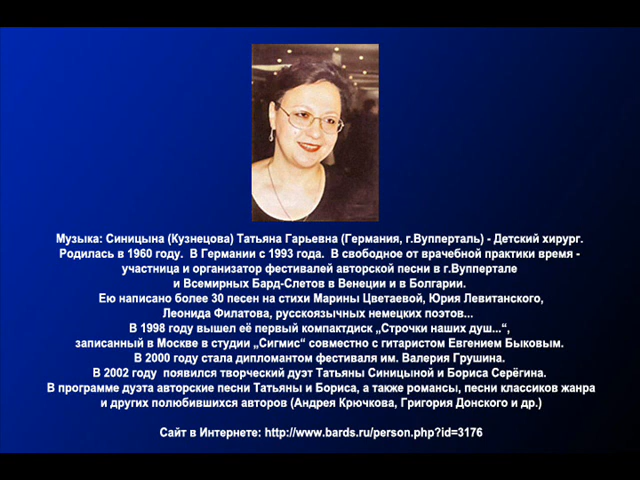 Музыка: Синицына (Кузнецова) Татьяна Гарьевна (Германия, г.Вупперталь) - Детский хирург.
Родилась в 1960 году. В Германии с 1993 года. В свободное от врачебной практики время -
участница и организатор фестивалей авторской песни в г.Вуппертале
и Всемирных Бард-Слетов в Венеции и в Болгарии.
Ею написано более 30 песен на стихи Марины Цветаевой, Юрия Левитанского,
Леонида Филатова, русскоязычных немецких поэтов...
В 1998 году вышел её первый компактдиск „Строчки наших душ...“,
записанный в Москве в студии „Сигмис“ совместно с гитаристом Евгением Быковым.
В 2000 году стала дипломантом фестиваля им. Валерия Грушина.
В 2002 году появился творческий дуэт Татьяны Синицыной и Бориса Серёгина.
В программе дуэта авторские песни Татьяны и Бориса, а также романсы, песни классиков жанра
и других полюбившихся авторов (Андрея Крючкова, Григория Донского и др.)
Сайт в Интернете: http://www.bards.ru/person.php?id=3176